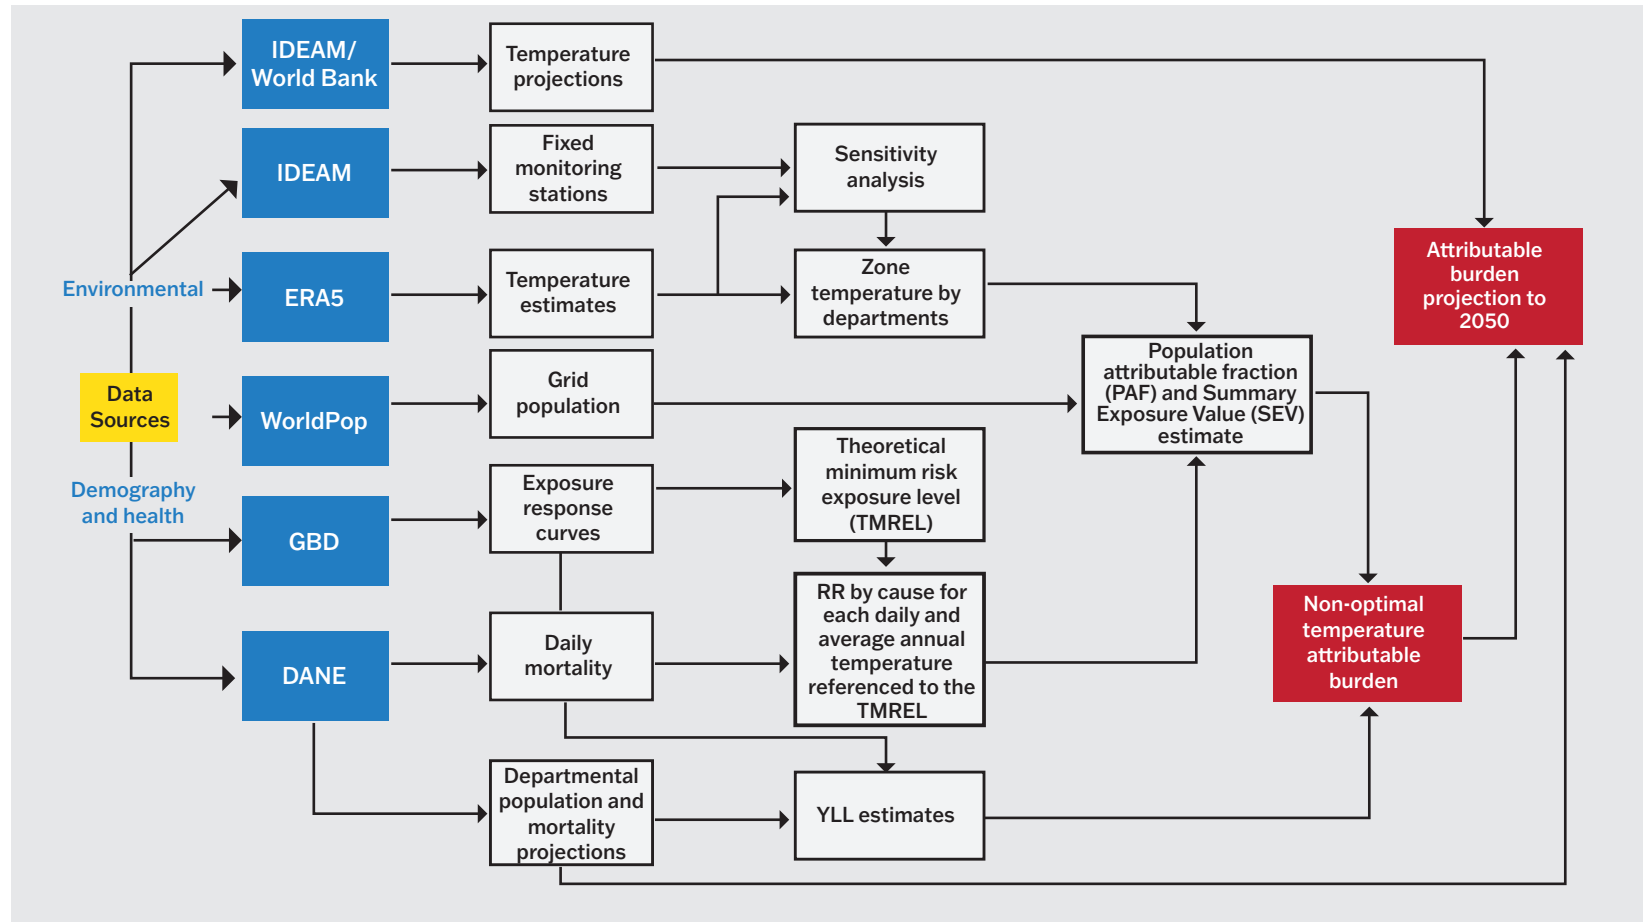 IDEAM/
World Bank
Temperature
projections
IDEAM
Fixed
monitoring
stations
Sensitivity
analysis
Environmental
ERA5
Temperature
estimates
Zone
temperature by
departments
Attributable
burden
projection to
2050
Data
Sources
WorldPop
Grid
population
Population
attributable fraction
(PAF) and Summary
Exposure Value (SEV)
estimate
Demography
and health
GBD
Exposure
response
curves
Theoretical
minimum risk
exposure level
(TMREL)
DANE
Daily
mortality
RR by cause for
each daily and
average annual
temperature
referenced to the
TMREL
Non-optimal
temperature
attributable
burden
Departmental
population and
mortality
projections
YLL estimates